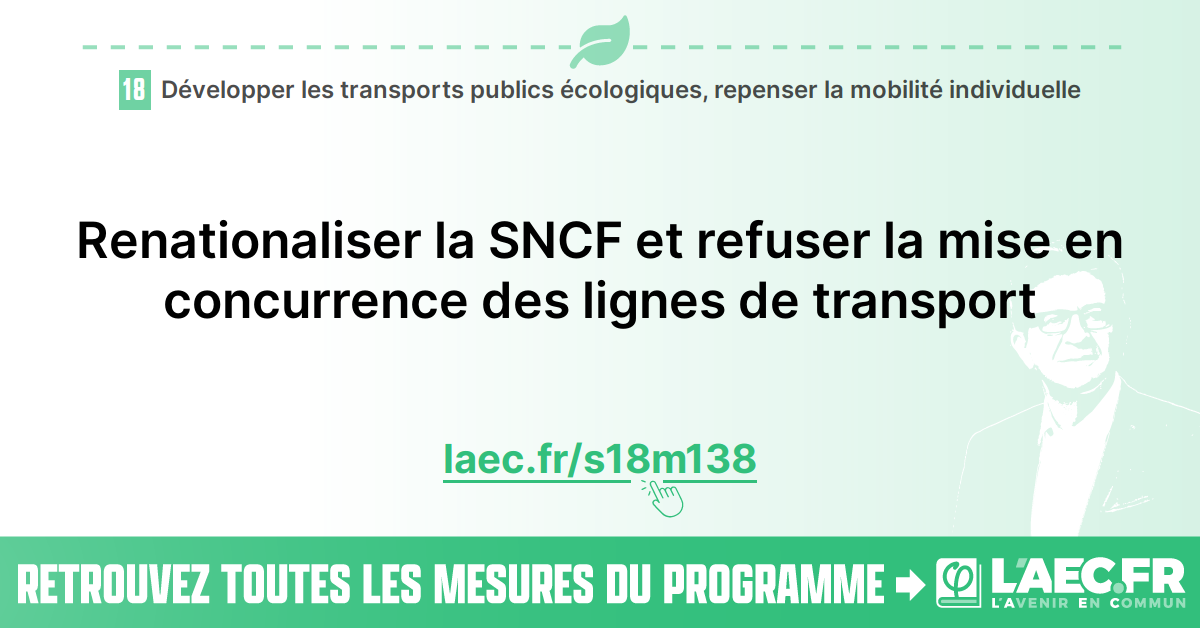 18 Développer les transports publics écologiques, repenser la mobilité individuelle
Renationaliser la SNCF et refuser la mise en
concurrence des lignes de transport
laec.fr/s18m138
RETROUVEZ TOUTES LES MESURES DU PROGRAMME
L'AEC.FR
L'AVENIR EN COMMUN